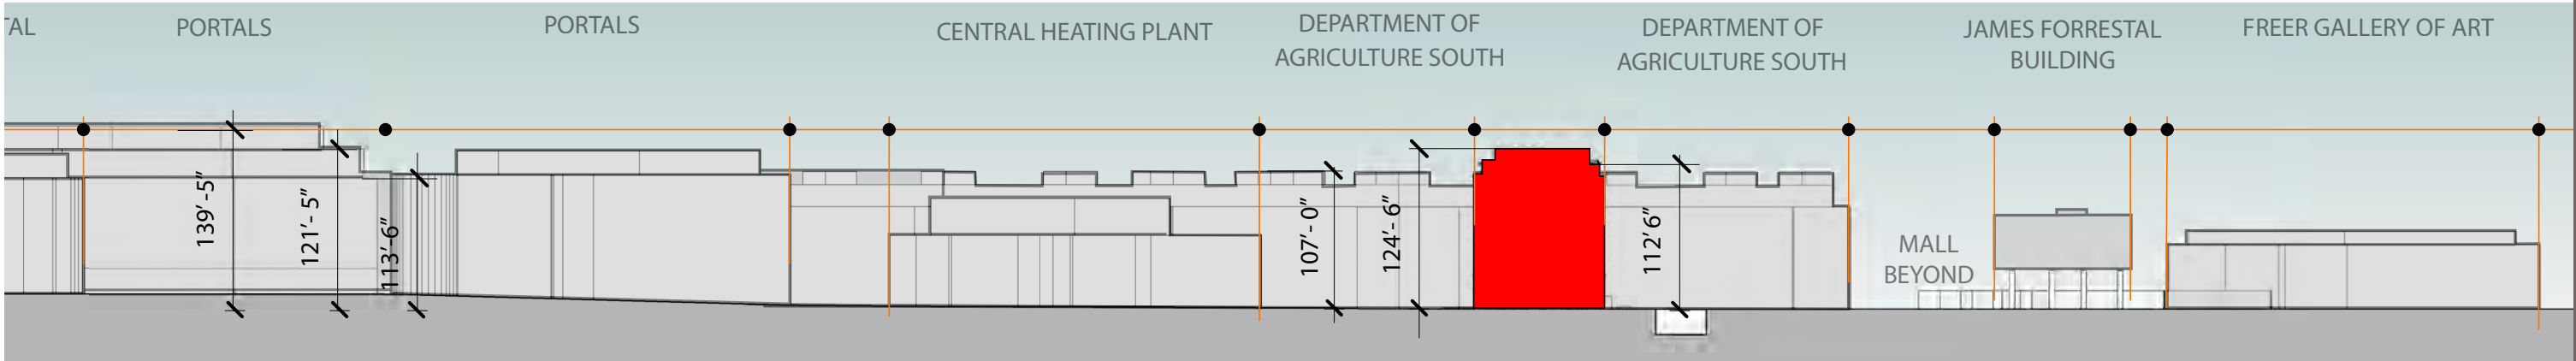 TAL
PORTALS
PORTALS
CENTRAL HEATING PLANT
DEPARTMENT OF
AGRICULTURE SOUTH
DEPARTMENT OF
AGRICULTURE SOUTH
JAMES FORRESTAL
BUILDING
FREER GALLERY OF ART
139’-5”
121’- 5”
113’-6”
107’- 0”
124’- 6”
112’ 6”
MALL
BEYOND